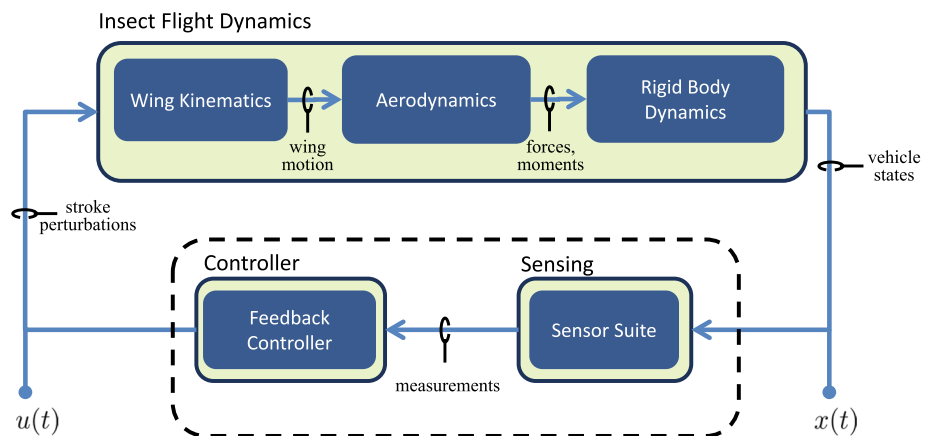 Insect Flight Dynamics
Wing Kinematics
Aerodynamics
Rigid Body
Dynamics
wing
motion
forces,
moments
vehicle
states
stroke
perturbations
Controller
Sensing
Feedback
Controller
Sensor Suite
measurements
u(t)
x(t)